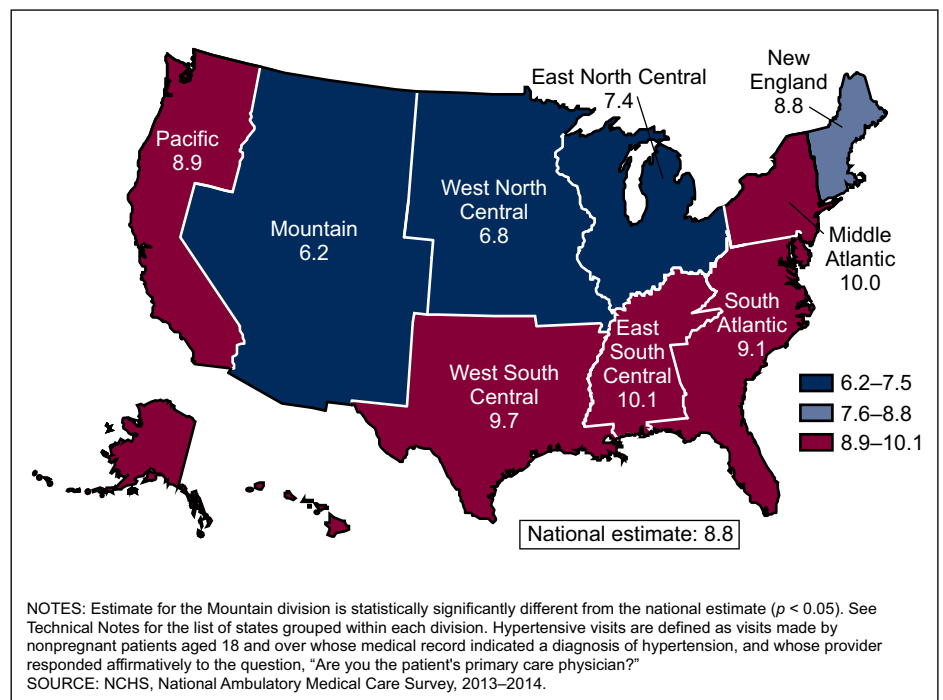 New
England
8.8
East North Central
7.4
Pacific
8.9
West North
Central
6.8
Mountain
6.2
Middle
Atlantic
10.0
South
Atlantic
9.1
East
South
Central
10.1
West South
Central
9.7
6.2–7.5
7.6–8.8
8.9–10.1
National estimate: 8.8
NOTES: Estimate for the Mountain division is statistically significantly different from the national estimate (p < 0.05). See
Technical Notes for the list of states grouped within each division. Hypertensive visits are defined as visits made by
nonpregnant patients aged 18 and over whose medical record indicated a diagnosis of hypertension, and whose provider
responded affirmatively to the question, “Are you the patient's primary care physician?”
SOURCE: NCHS, National Ambulatory Medical Care Survey, 2013–2014.